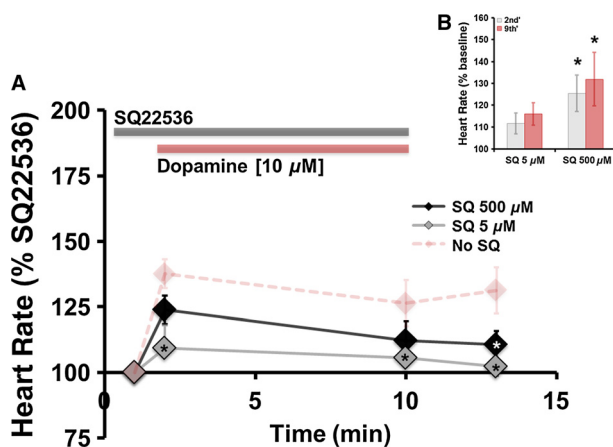 A
Heart Rate (% SQ22536)
200
175
150
125
100
75
0
5
10
15
Time (min)
SQ22536
Dopamine [10 µM]
SQ 500 µM
SQ 5 µM
No SQ
*
*
*
*
B
Heart Rate (% baseline)
160
150
140
130
120
110
100
2nd'
9th'
*
*
SQ 5 µM
SQ 500 µM